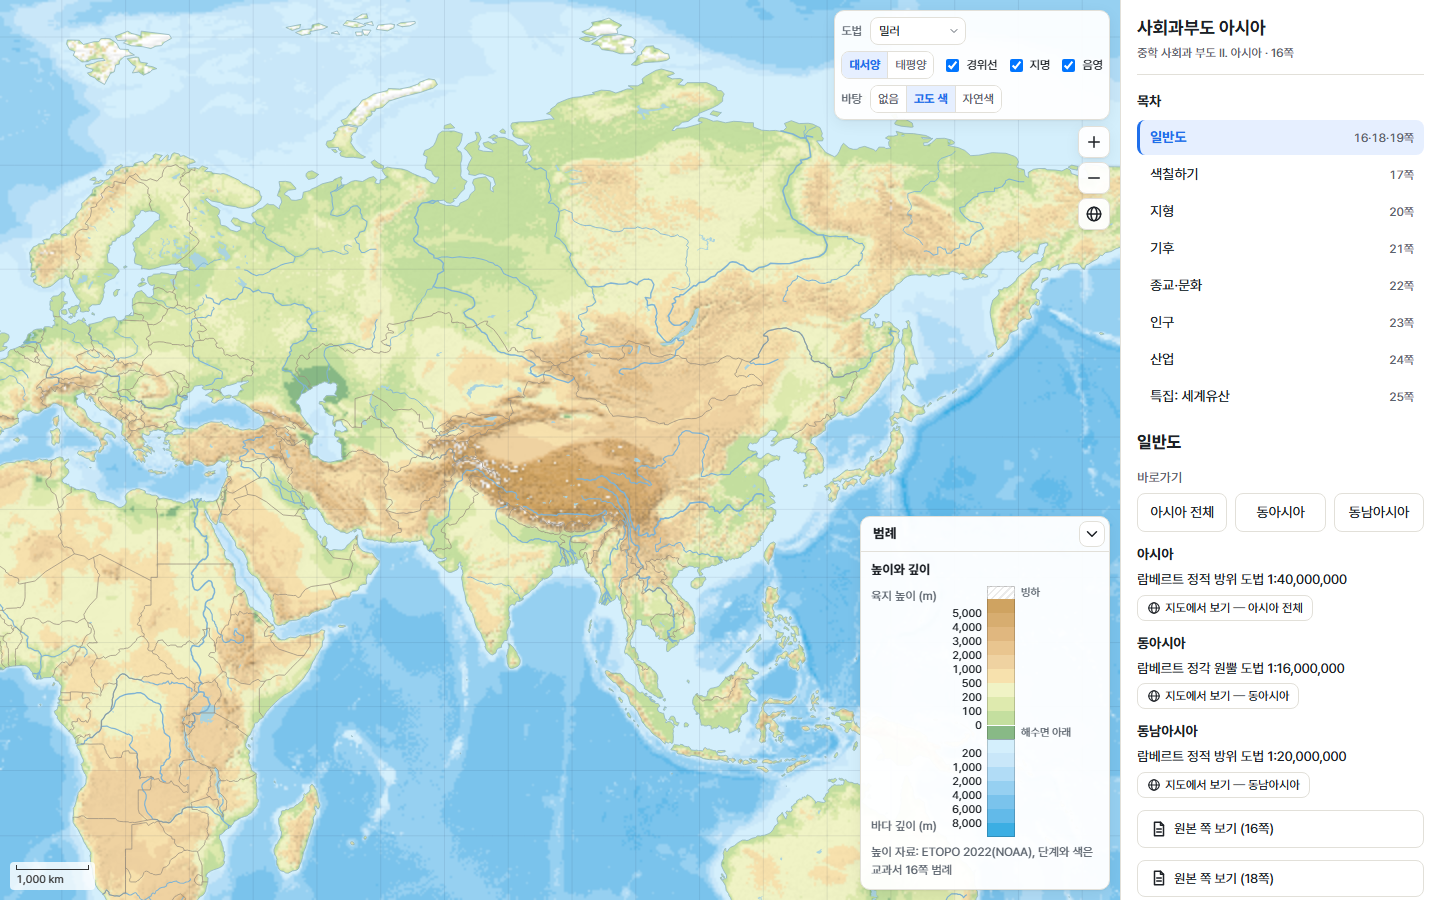 도법
밀러
대서양
태평양
경위선
지명
음영
바탕
없음
고도 색
자연색
범례
높이와 깊이
육지 높이 (m)
빙하
5,000
4,000
3,000
2,000
1,000
500
200
100
0
해수면 아래
200
1,000
2,000
4,000
6,000
8,000
바다 깊이 (m)
높이 자료: ETOPO 2022(NOAA), 단계와 색은
교과서 16쪽 범례
1,000 km
사회과부도 아시아
중학 사회과 부도 II. 아시아 · 16쪽
목차
일반도 16·18·19쪽
색칠하기 17쪽
지형 20쪽
기후 21쪽
종교·문화 22쪽
인구 23쪽
산업 24쪽
특집: 세계유산 25쪽
일반도
바로가기
아시아 전체
동아시아
동남아시아
아시아
람베르트 정적 방위 도법 1:40,000,000
지도에서 보기 — 아시아 전체
동아시아
람베르트 정각 원뿔 도법 1:16,000,000
지도에서 보기 — 동아시아
동남아시아
람베르트 정적 방위 도법 1:20,000,000
지도에서 보기 — 동남아시아
원본 쪽 보기 (16쪽)
원본 쪽 보기 (18쪽)